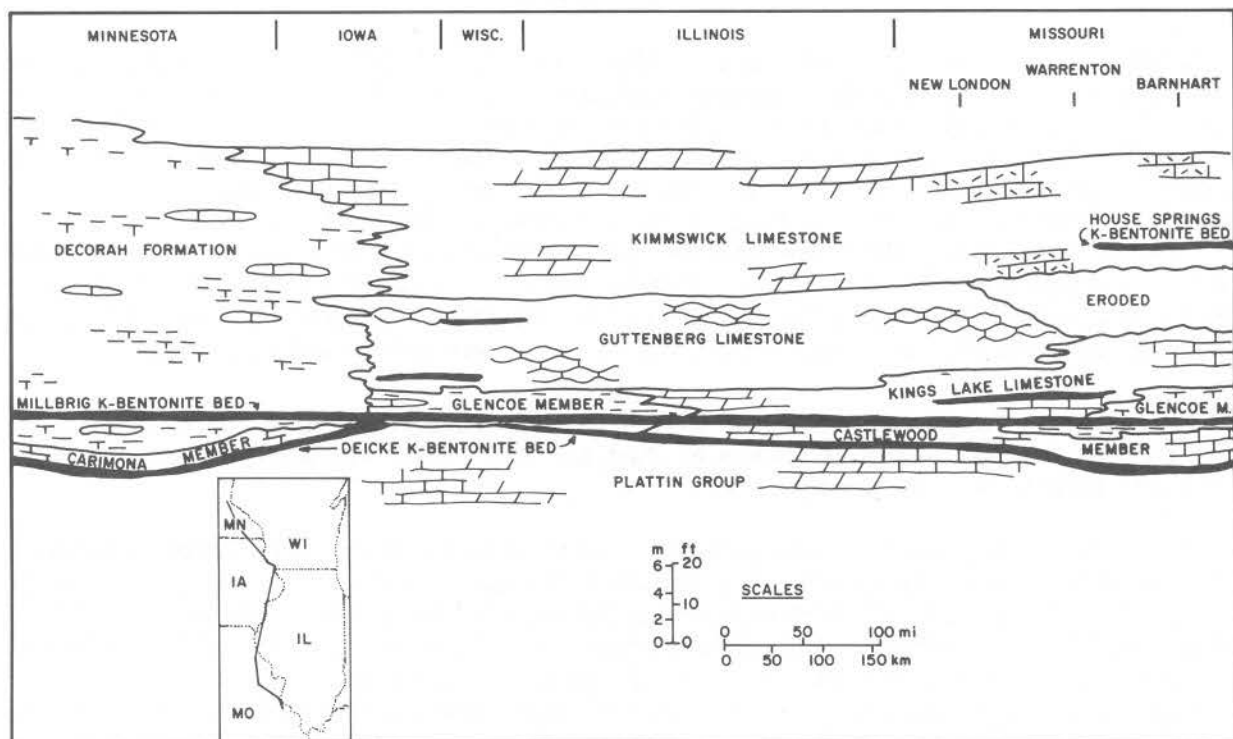 MINNESOTA
IOWA
WISC.
ILLINOIS
MISSOURI
NEW LONDON
WARRENTON
BARNHART
HOUSE SPRINGS
K-BENTONITE BED
DECORAH FORMATION
KIMMSWICK LIMESTONE
ERODED
GUTTENBERG LIMESTONE
KINGS LAKE LIMESTONE
MILLBRIG K-BENTONITE BED
GLENCOE MEMBER
GLENCOE M.
CARIMONA MEMBER
DEICKE K-BENTONITE BED
CASTLEWOOD MEMBER
PLATTIN GROUP
MN
WI
IA
IL
MO
m ft
6 20
4
10
2
0 0
SCALES
0 50 100 mi
0 50 100 150 km